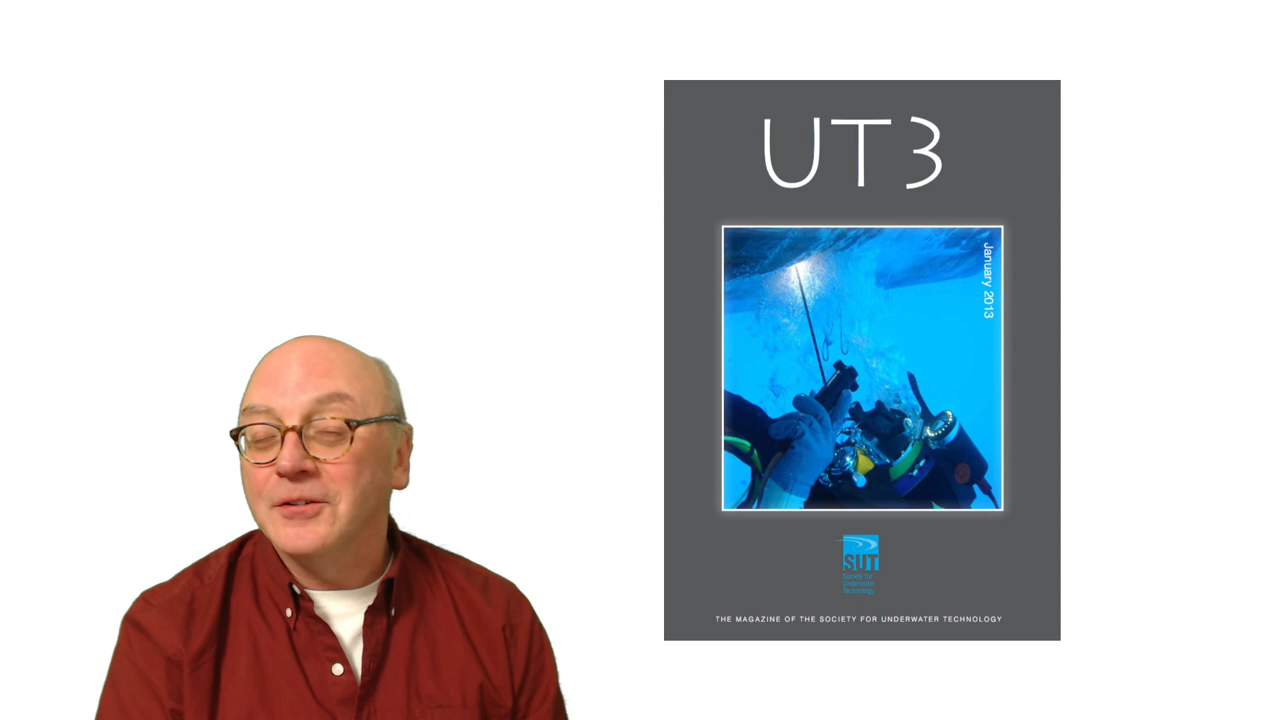 UT3
January 2013
SUT
Society for
Underwater
Technology
THE MAGAZINE OF THE SOCIETY FOR UNDERWATER TECHNOLOGY